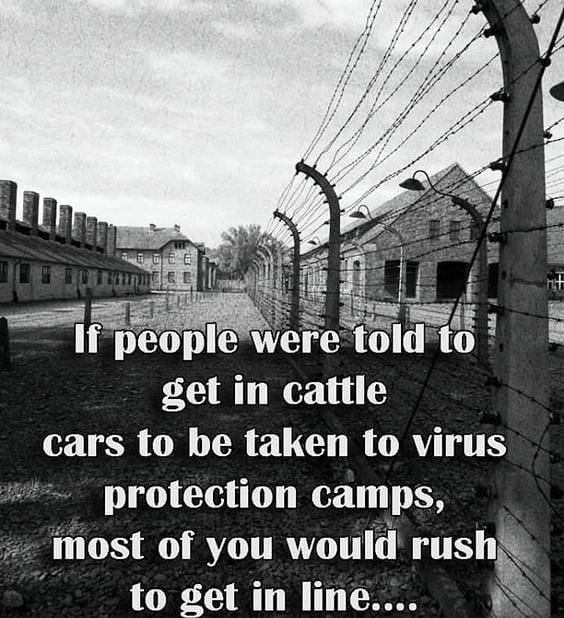 If people were told to
get in cattle
cars to be taken to virus
protection camps,
most of you would rush
to get in line....